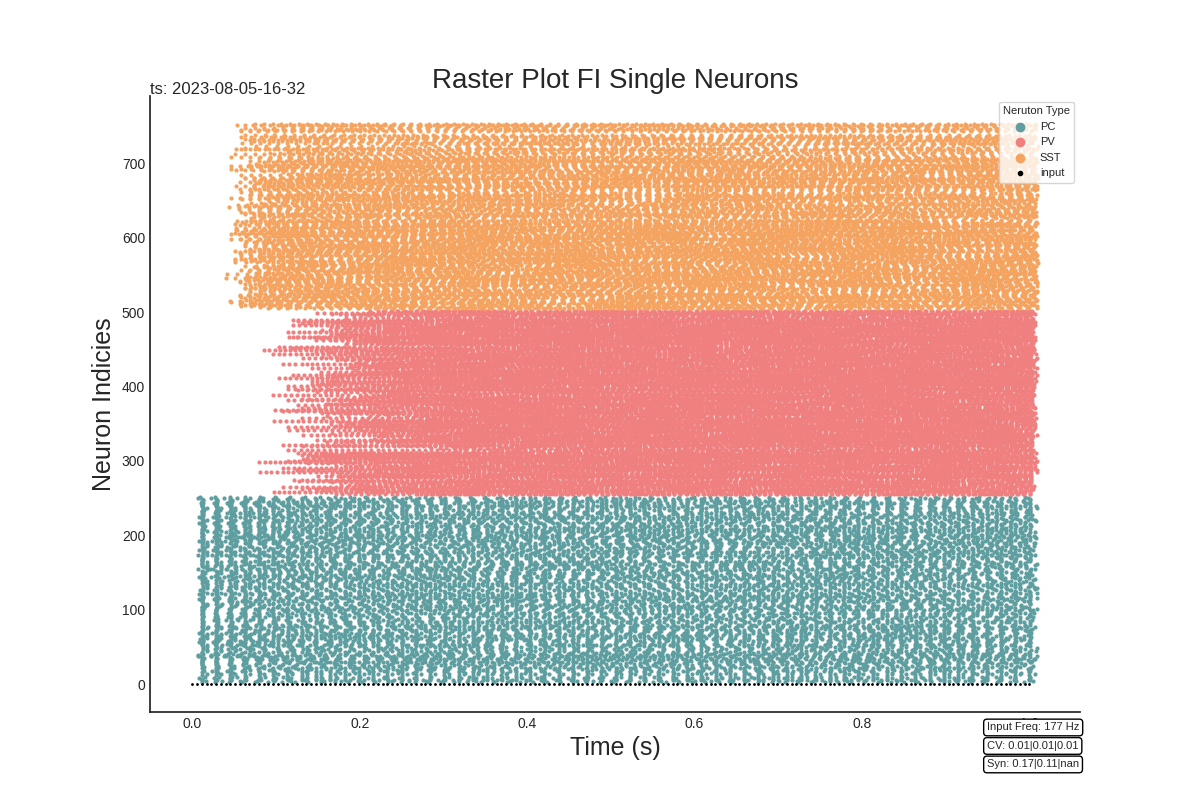 Raster Plot FI Single Neurons
ts: 2023-08-05-16-32
Neruton Type
PC
PV
SST
input
Neuron Indicies
700
600
500
400
300
200
100
0
0.0 0.2 0.4 0.6 0.8
Time (s)
Input Freq: 177 Hz
CV: 0.01|0.01|0.01
Syn: 0.17|0.11|nan